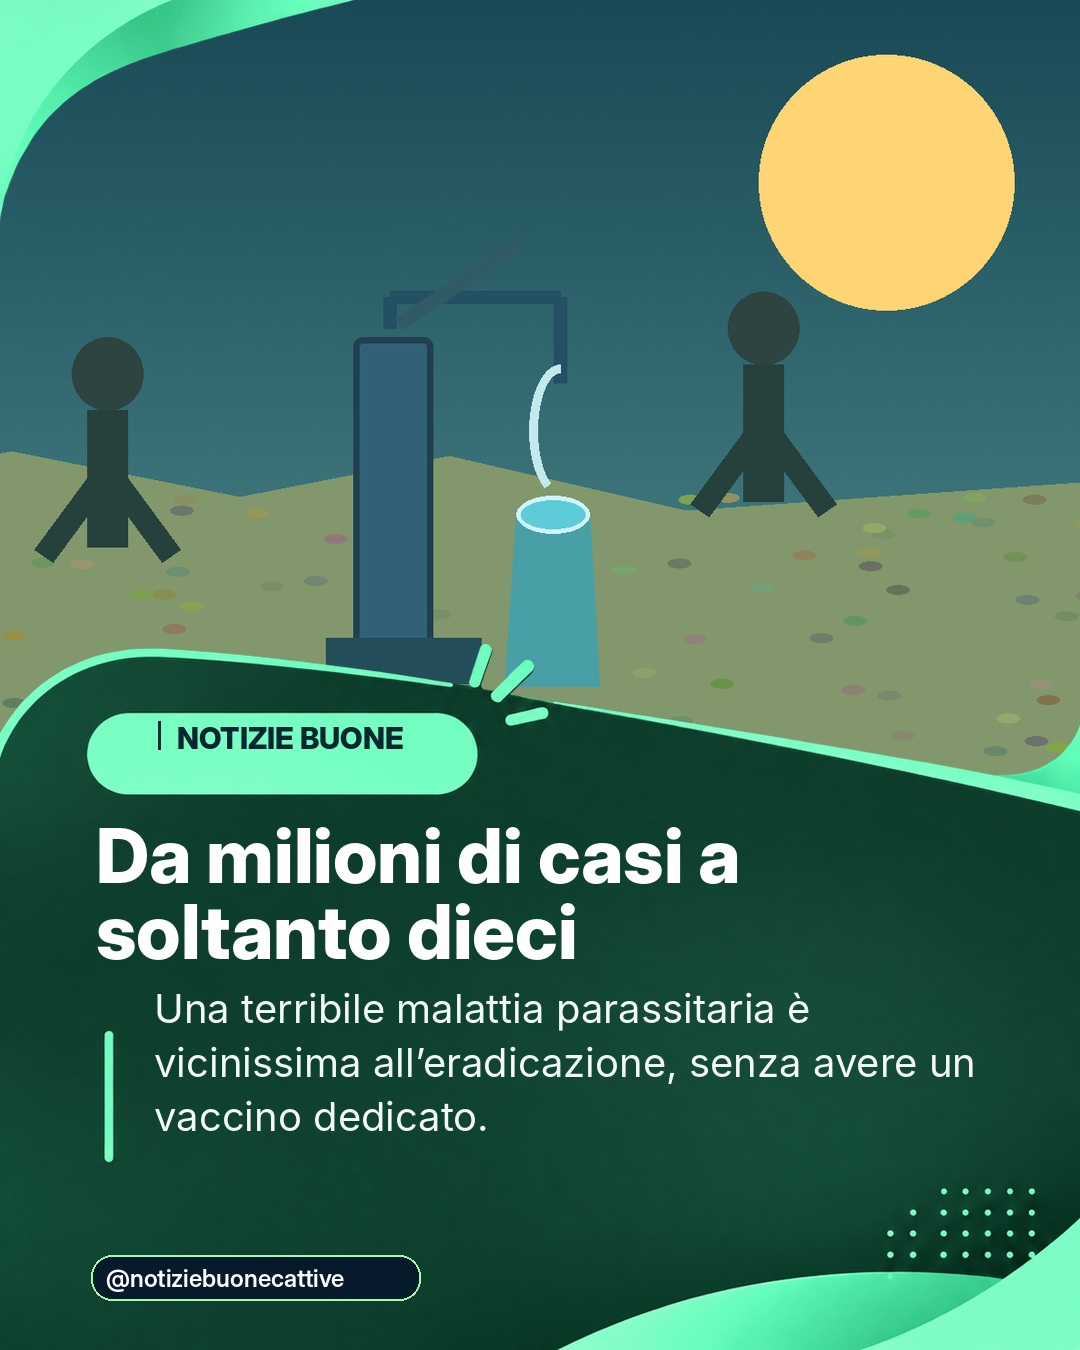 NOTIZIE BUONE
Da milioni di casi a
soltanto dieci
Una terribile malattia parassitaria è
vicinissima all’eradicazione, senza avere un
vaccino dedicato.
@notiziebuonecattive